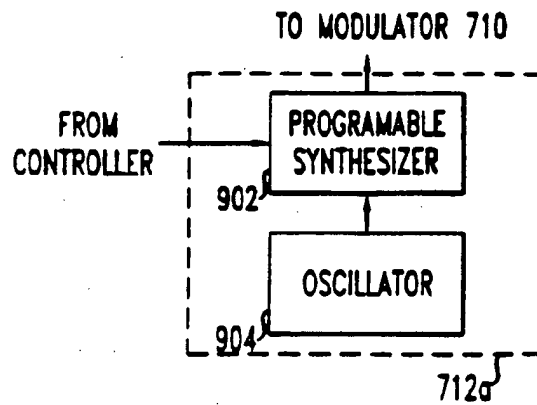 TO MODULATOR 710
FROM
CONTROLLER
PROGRAMABLE
SYNTHESIZER
902
OSCILLATOR
904
712a